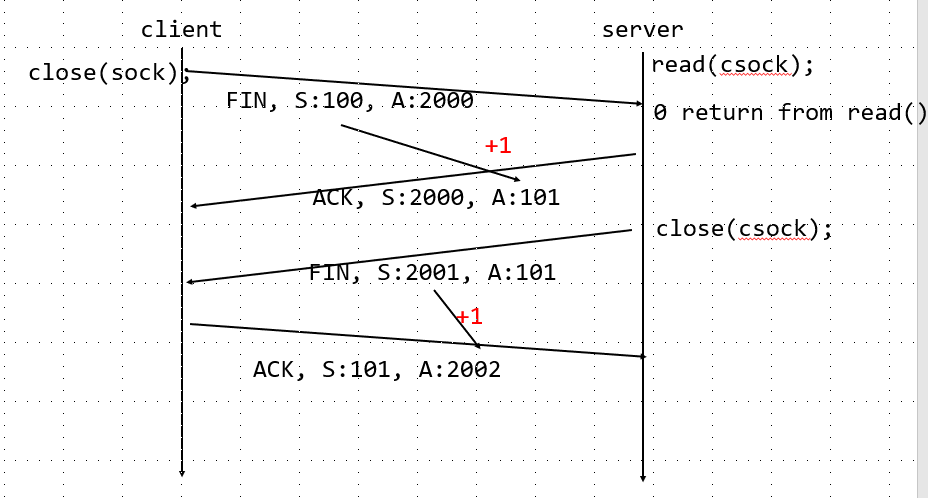 client
server
close(sock);
read(csock);
FIN, S:100, A:2000
0 return from read()
+1
ACK, S:2000, A:101
close(csock);
FIN, S:2001, A:101
+1
ACK, S:101, A:2002